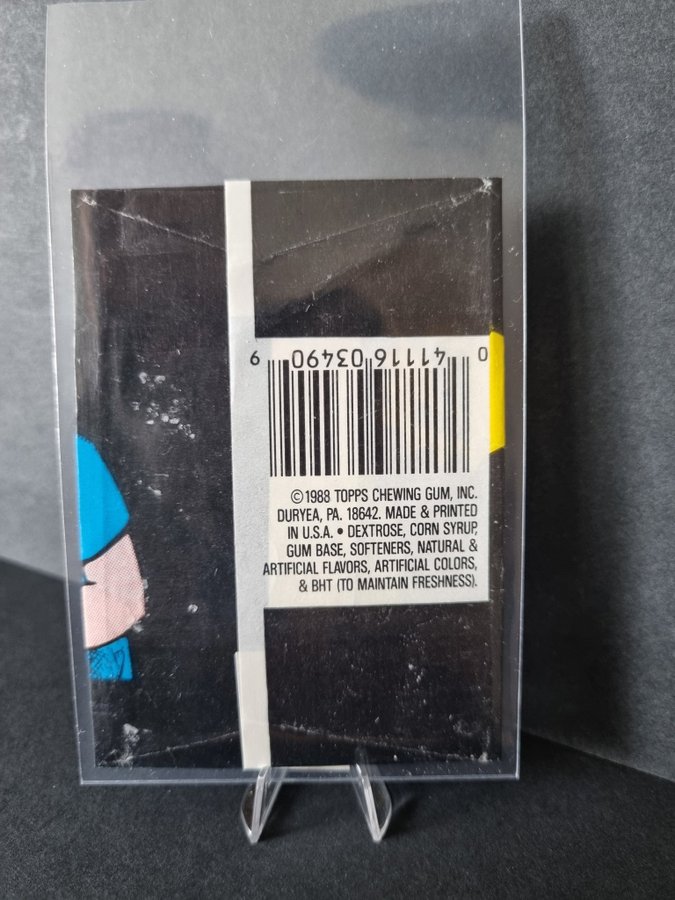 0 41116 03490 9
©1988 TOPPS CHEWING GUM, INC.
DURYEA, PA. 18642. MADE & PRINTED
IN U.S.A. • DEXTROSE, CORN SYRUP,
GUM BASE, SOFTENERS, NATURAL &
ARTIFICIAL FLAVORS, ARTIFICIAL COLORS,
& BHT (TO MAINTAIN FRESHNESS).